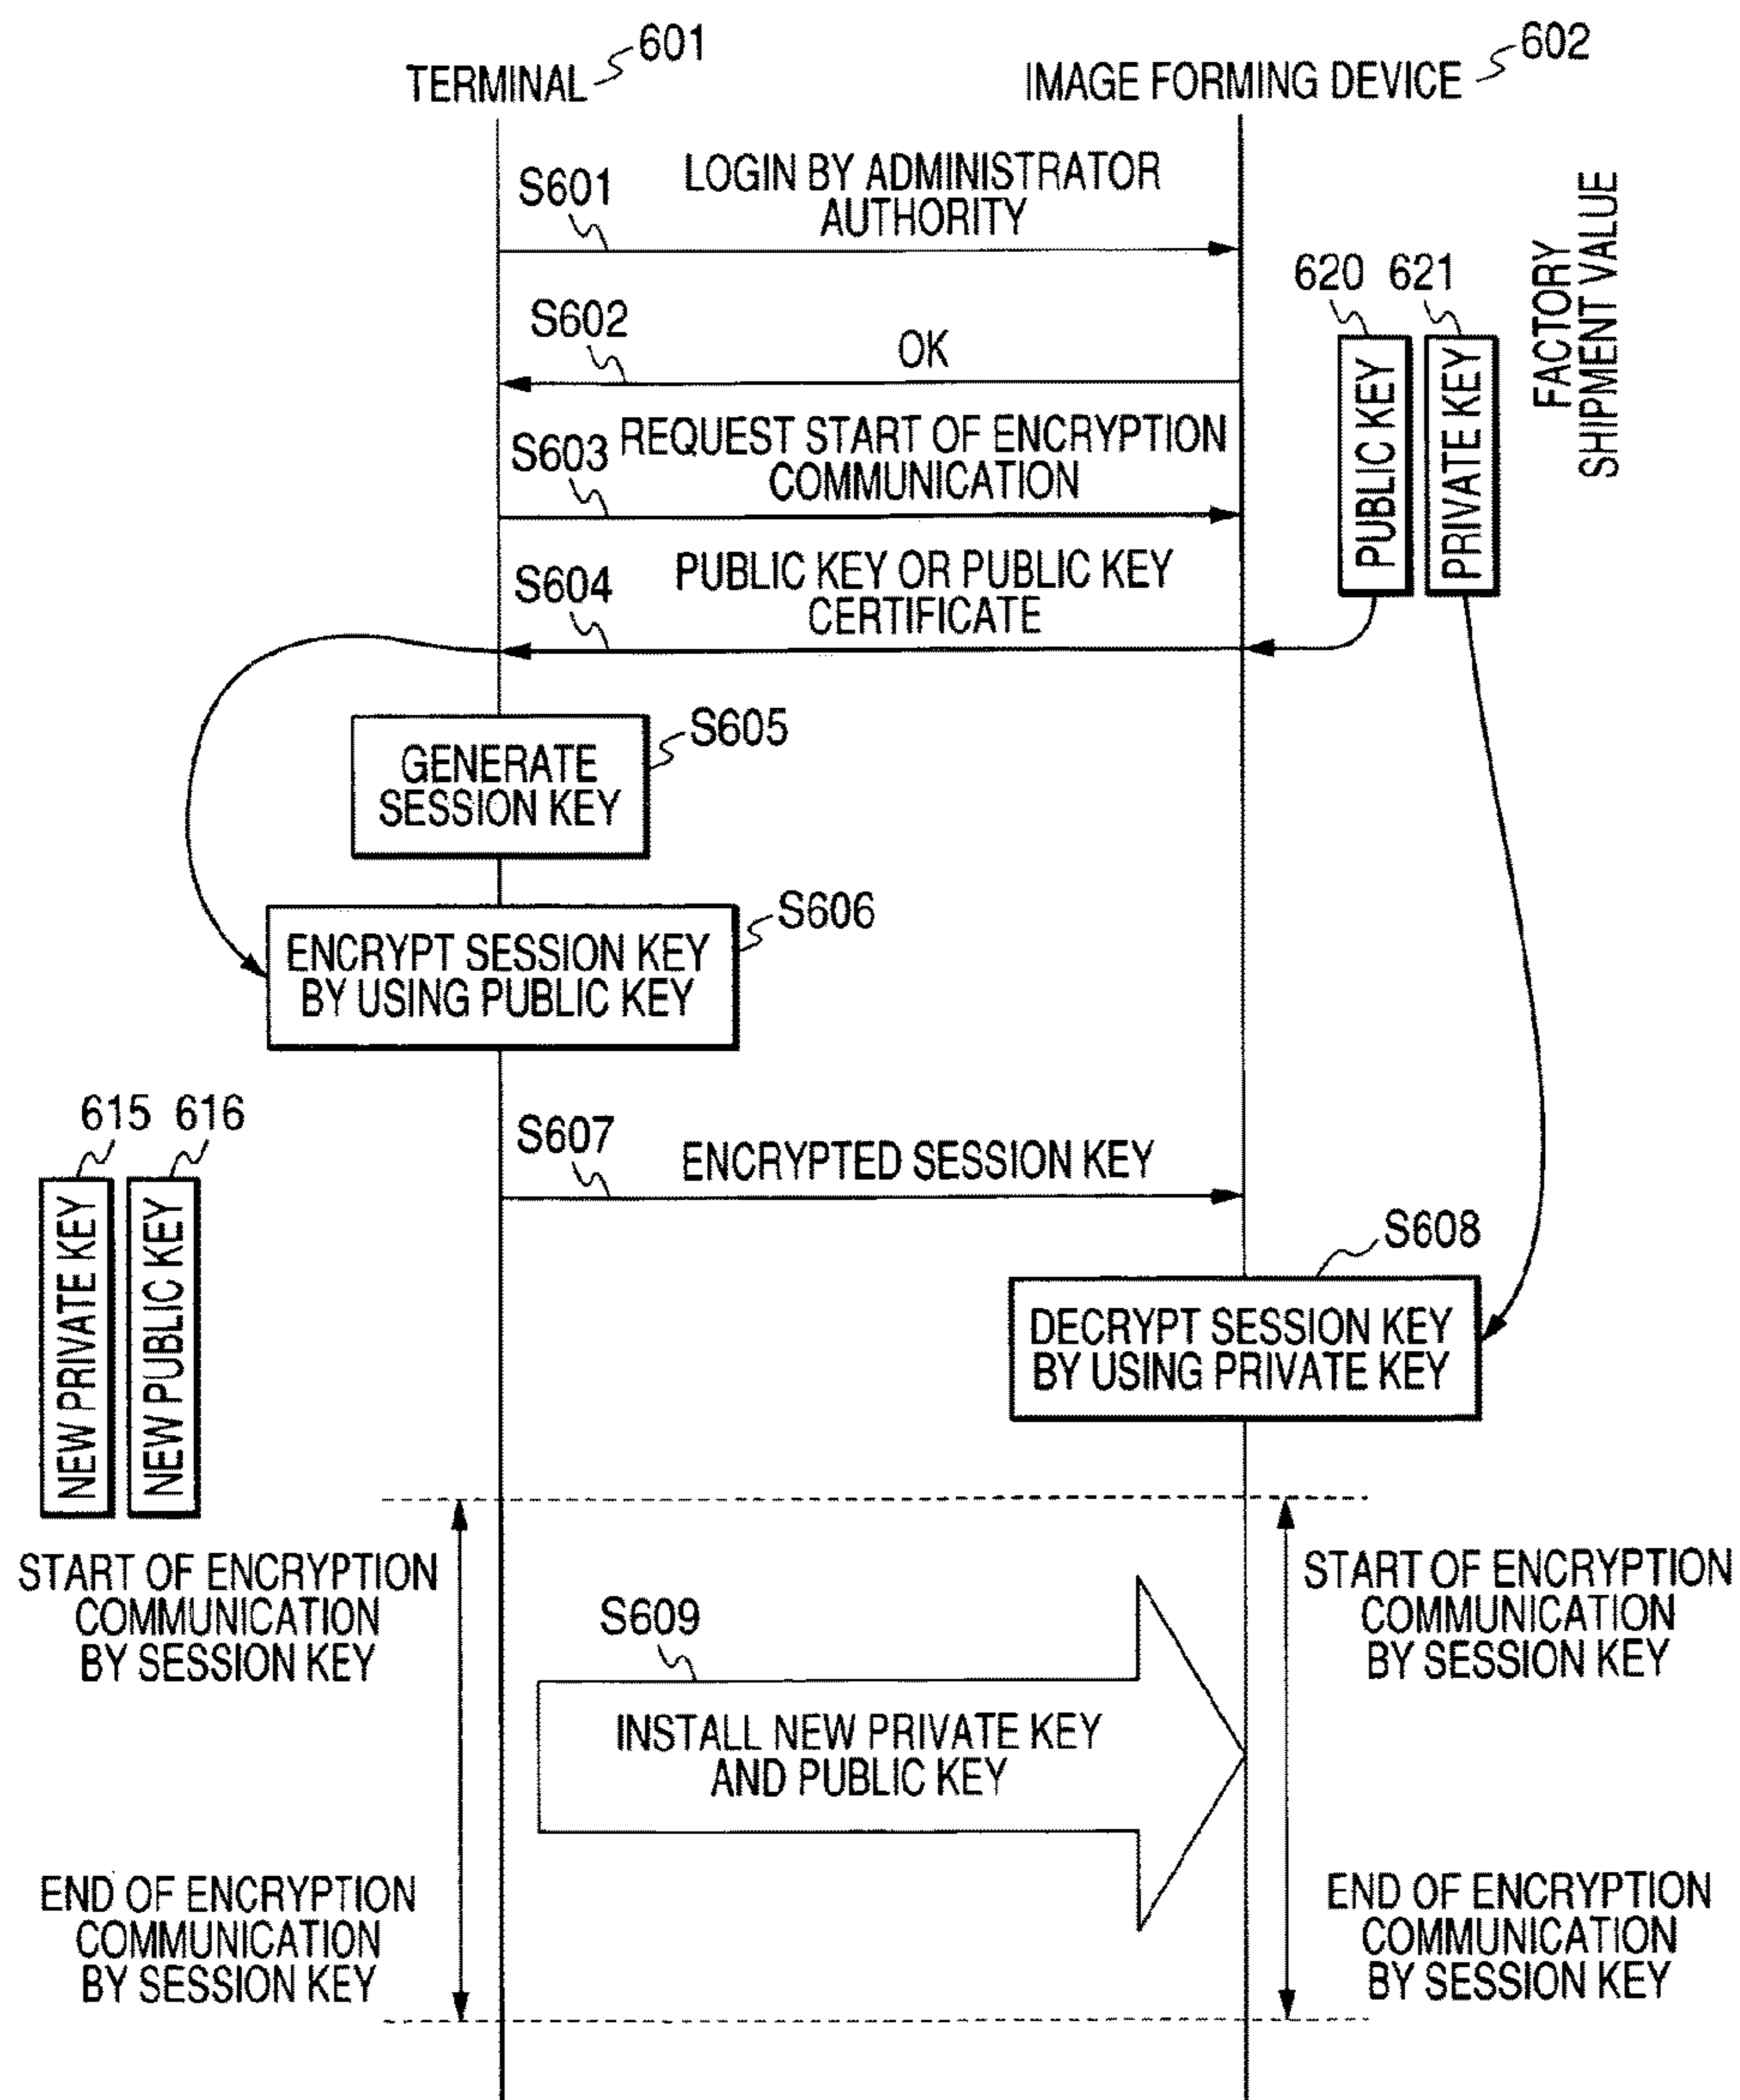 TERMINAL
601
IMAGE FORMING DEVICE
602
S601
LOGIN BY ADMINISTRATOR
AUTHORITY
FACTORY
SHIPMENT VALUE
620
621
PUBLIC KEY
PRIVATE KEY
S602
OK
S603
REQUEST START OF ENCRYPTION
COMMUNICATION
S604
PUBLIC KEY OR PUBLIC KEY
CERTIFICATE
S605
GENERATE
SESSION KEY
S606
ENCRYPT SESSION KEY
BY USING PUBLIC KEY
615
616
NEW PRIVATE KEY
NEW PUBLIC KEY
S607
ENCRYPTED SESSION KEY
S608
DECRYPT SESSION KEY
BY USING PRIVATE KEY
START OF ENCRYPTION
COMMUNICATION
BY SESSION KEY
START OF ENCRYPTION
COMMUNICATION
BY SESSION KEY
S609
INSTALL NEW PRIVATE KEY
AND PUBLIC KEY
END OF ENCRYPTION
COMMUNICATION
BY SESSION KEY
END OF ENCRYPTION
COMMUNICATION
BY SESSION KEY